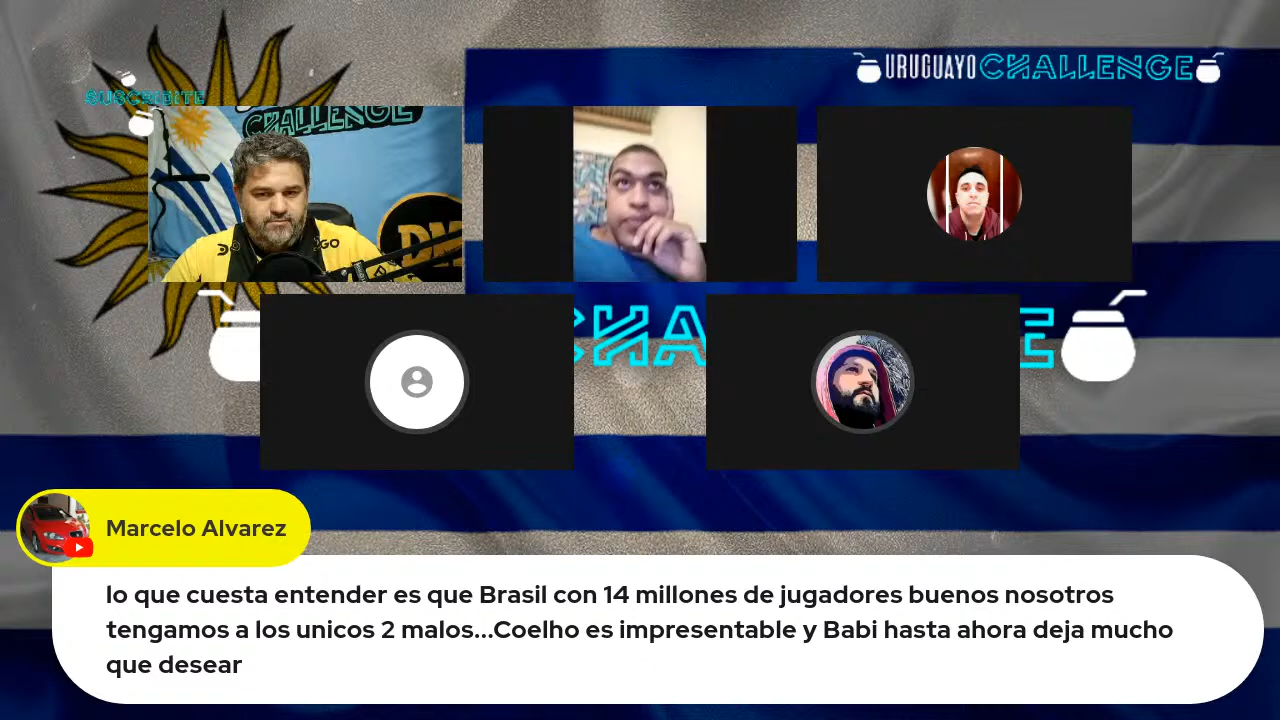 URUGUAYO CHALLENGE
SUSCRIBITE
CHALLENGE
DM
Marcelo Alvarez
lo que cuesta entender es que Brasil con 14 millones de jugadores buenos nosotros
tengamos a los unicos 2 malos...Coelho es impresentable y Babi hasta ahora deja mucho
que desear